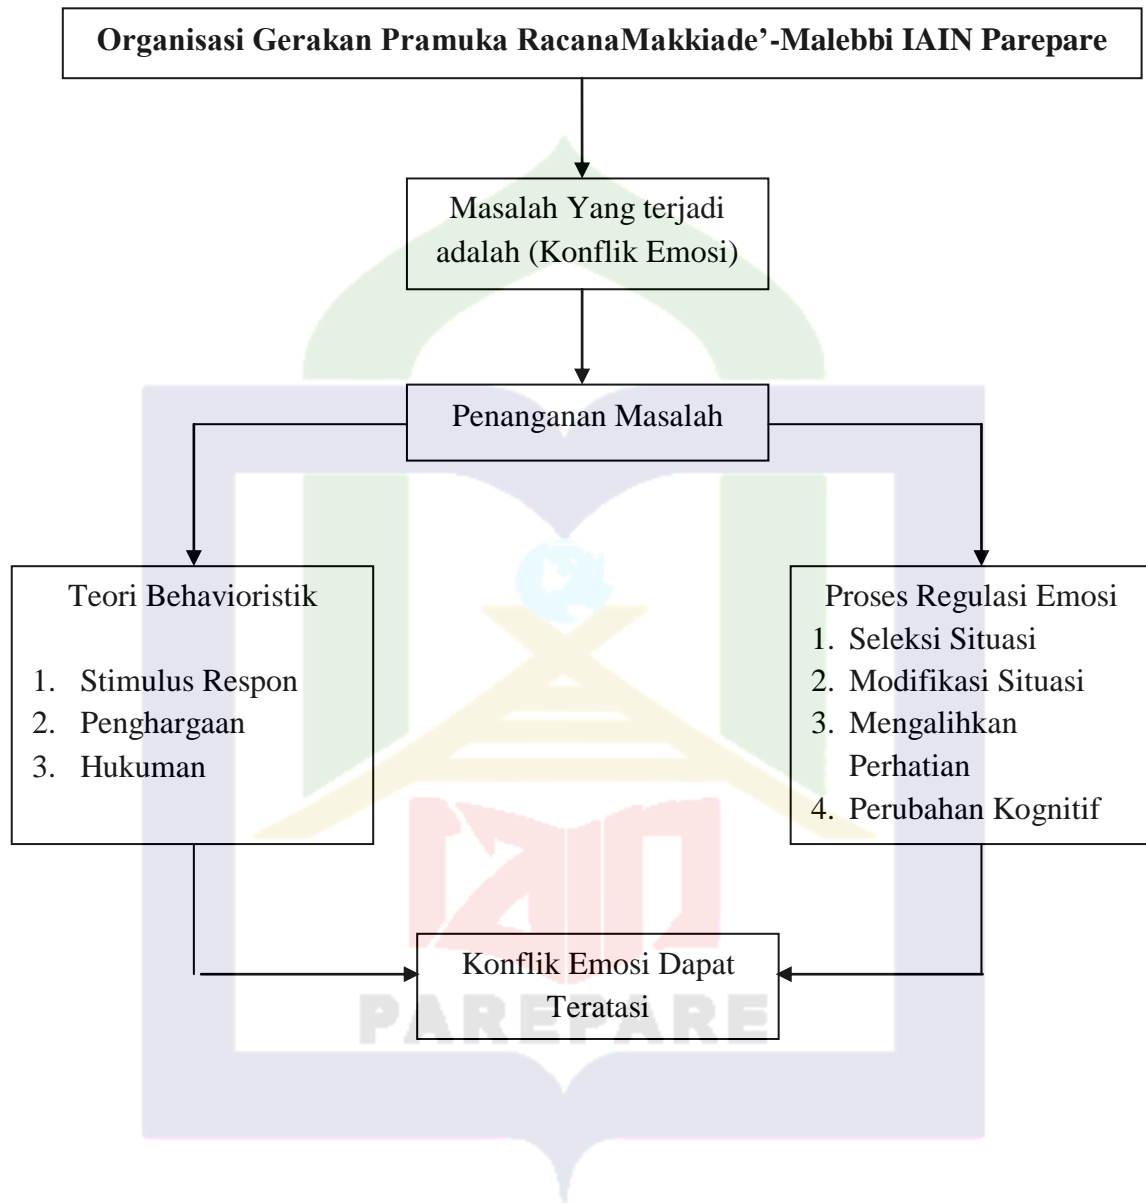 Organisasi Gerakan Pramuka RacanaMakkiade’-Malebbi IAIN Parepare
Masalah Yang terjadi
adalah (Konflik Emosi)
Penanganan Masalah
Teori Behavioristik
1. Stimulus Respon
2. Penghargaan
3. Hukuman
Proses Regulasi Emosi
1. Seleksi Situasi
2. Modifikasi Situasi
3. Mengalihkan
Perhatian
4. Perubahan Kognitif
Konflik Emosi Dapat
Teratasi
IAIN
PAREPARE